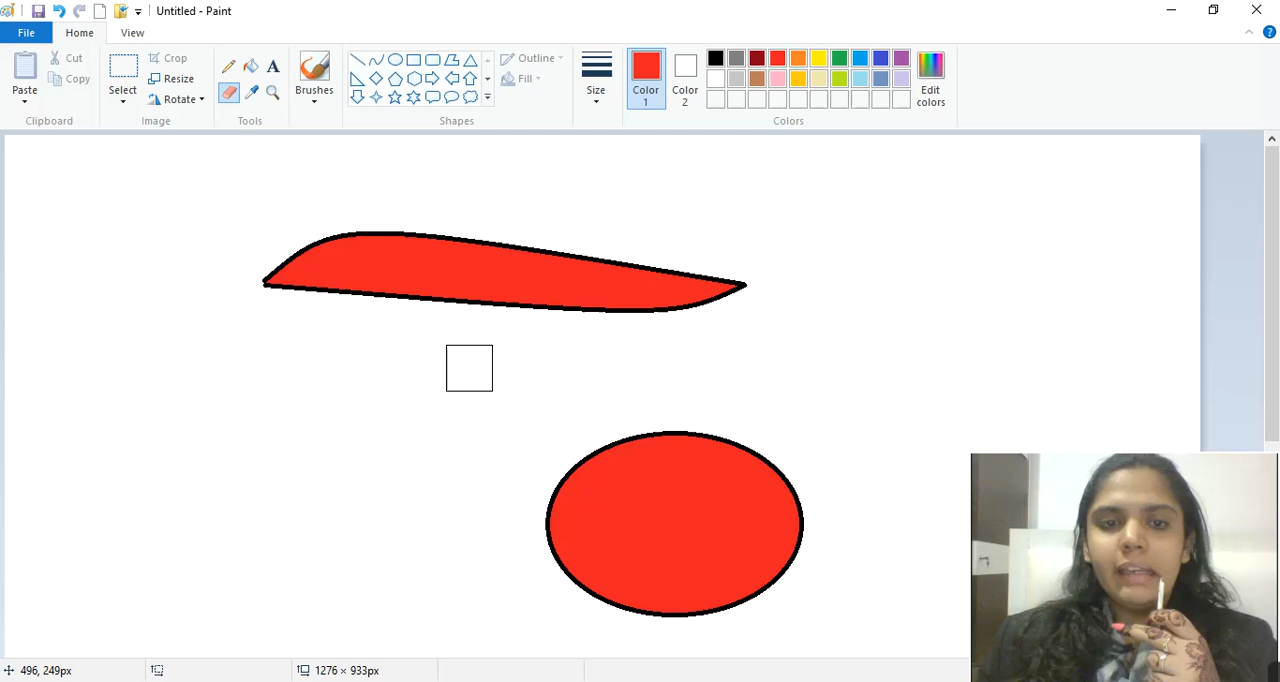 Untitled - Paint
File Home View
Paste
Cut
Copy
Clipboard
Select
Crop
Resize
Rotate
Image
A
Tools
Brushes
Shapes
Outline
Fill
Size
Color 1
Color 2
Edit colors
Colors
496, 249px
1276 × 933px